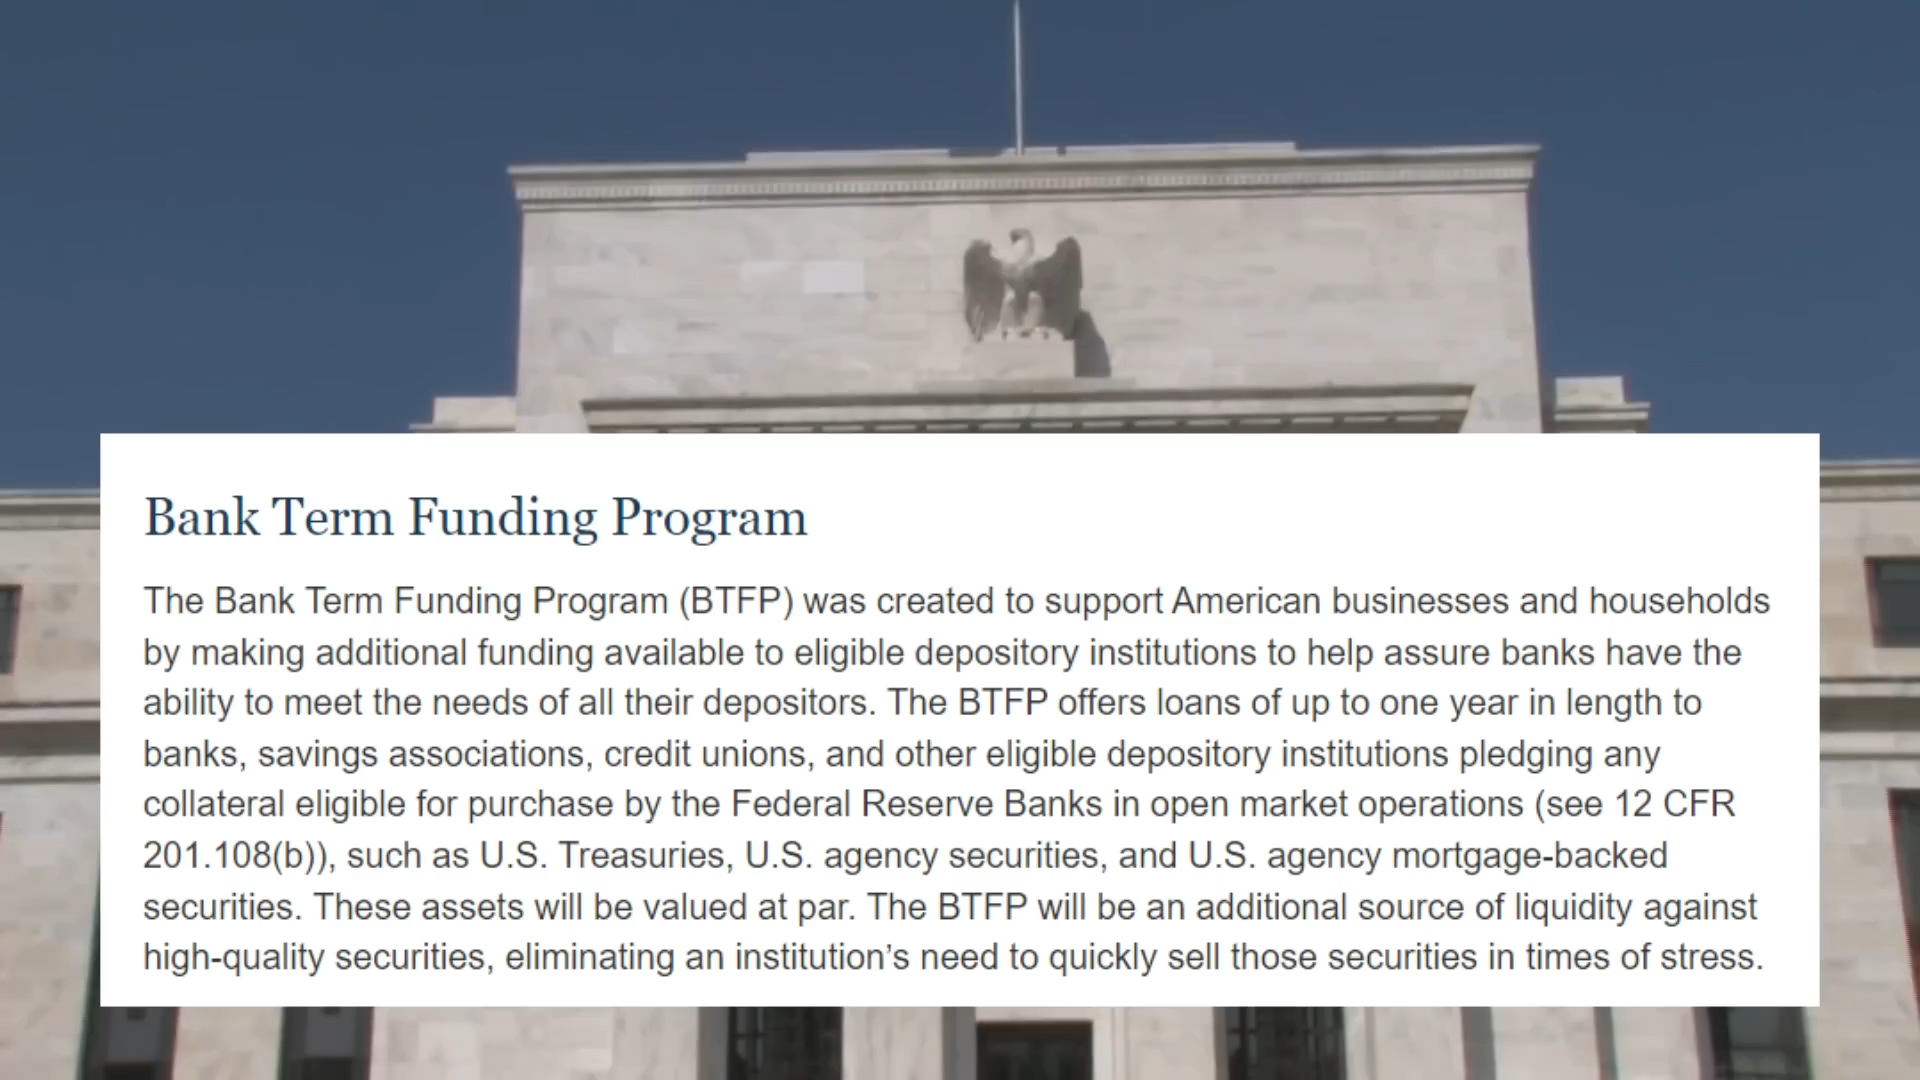 Bank Term Funding Program
The Bank Term Funding Program (BTFP) was created to support American businesses and households
by making additional funding available to eligible depository institutions to help assure banks have the
ability to meet the needs of all their depositors. The BTFP offers loans of up to one year in length to
banks, savings associations, credit unions, and other eligible depository institutions pledging any
collateral eligible for purchase by the Federal Reserve Banks in open market operations (see 12 CFR
201.108(b)), such as U.S. Treasuries, U.S. agency securities, and U.S. agency mortgage-backed
securities. These assets will be valued at par. The BTFP will be an additional source of liquidity against
high-quality securities, eliminating an institution’s need to quickly sell those securities in times of stress.